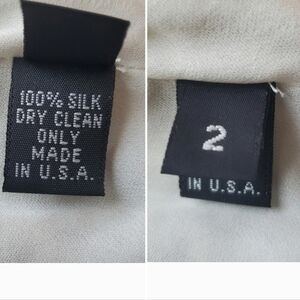 100% SILK
DRY CLEAN
ONLY
MADE
IN U.S.A.
2
IN U.S.A.